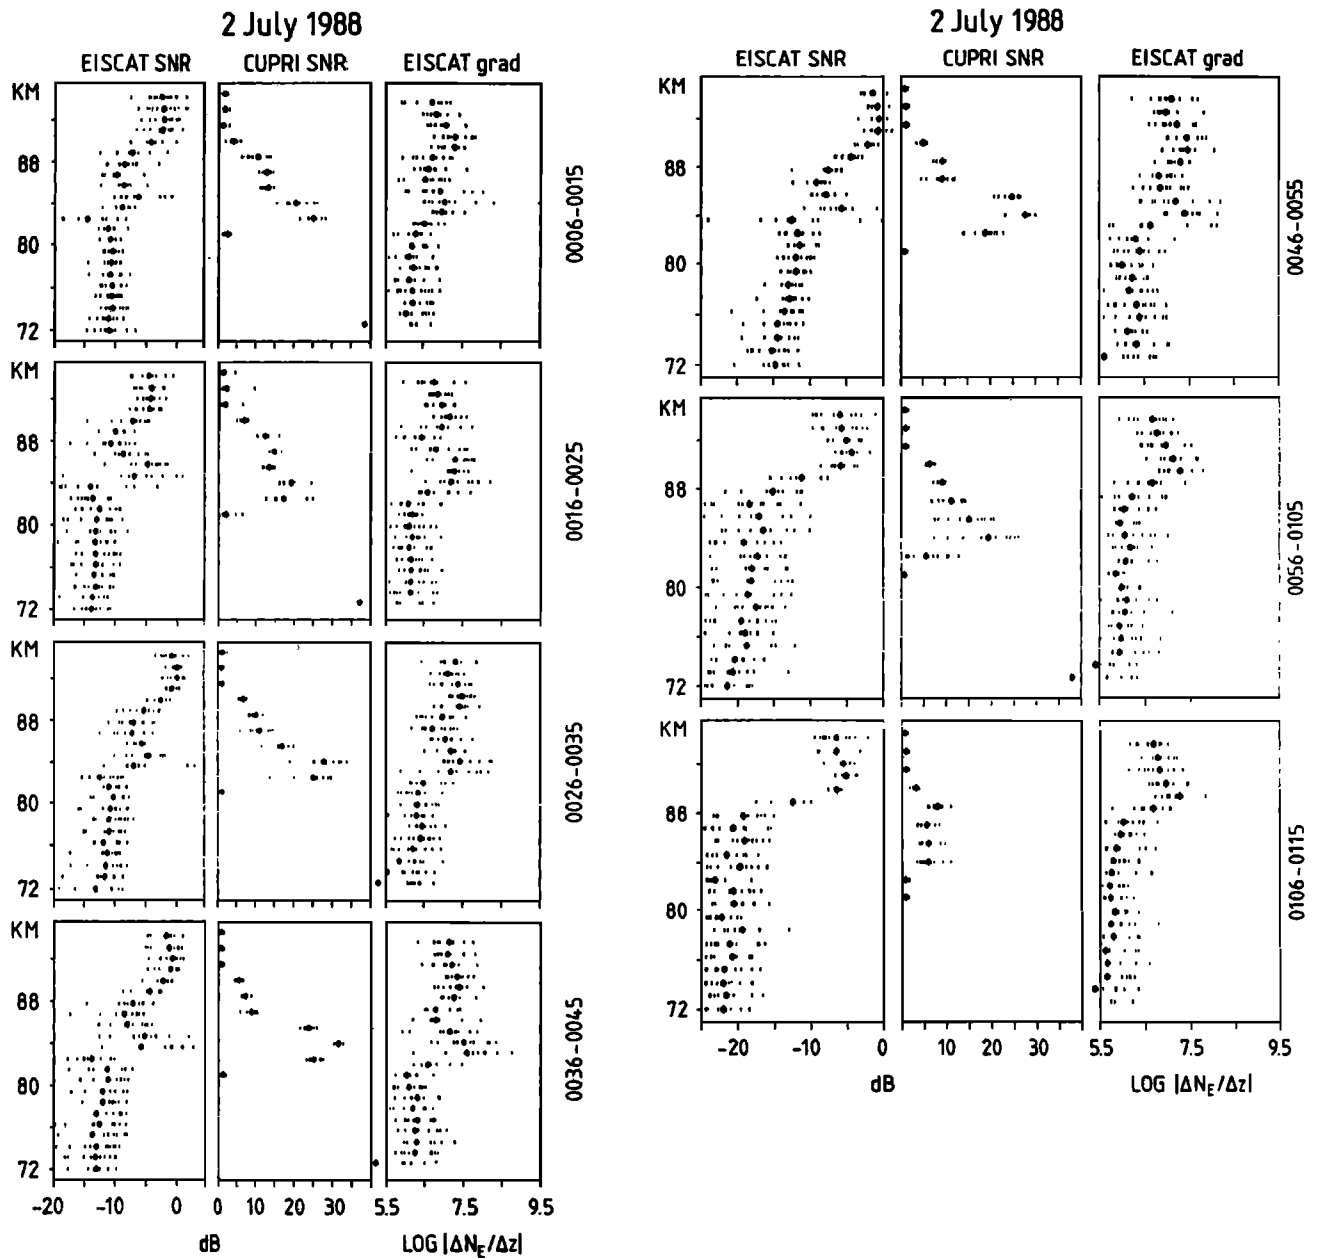 2 July 1988
EISCAT SNR CUPRI SNR EISCAT grad
KM
88
80
72
0006-0015
KM
88
80
72
0016-0025
KM
88
80
72
0026-0035
KM
88
80
72
0036-0045
-20 -10 0 0 10 20 30 5.5 7.5 9.5
dB LOG |ΔN_E/Δz|
2 July 1988
EISCAT SNR CUPRI SNR EISCAT grad
KM
88
80
72
0046-0055
KM
88
80
72
0056-0105
KM
88
80
72
0106-0115
-20 -10 0 10 20 30 5.5 7.5 9.5
dB LOG |ΔN_E/Δz|